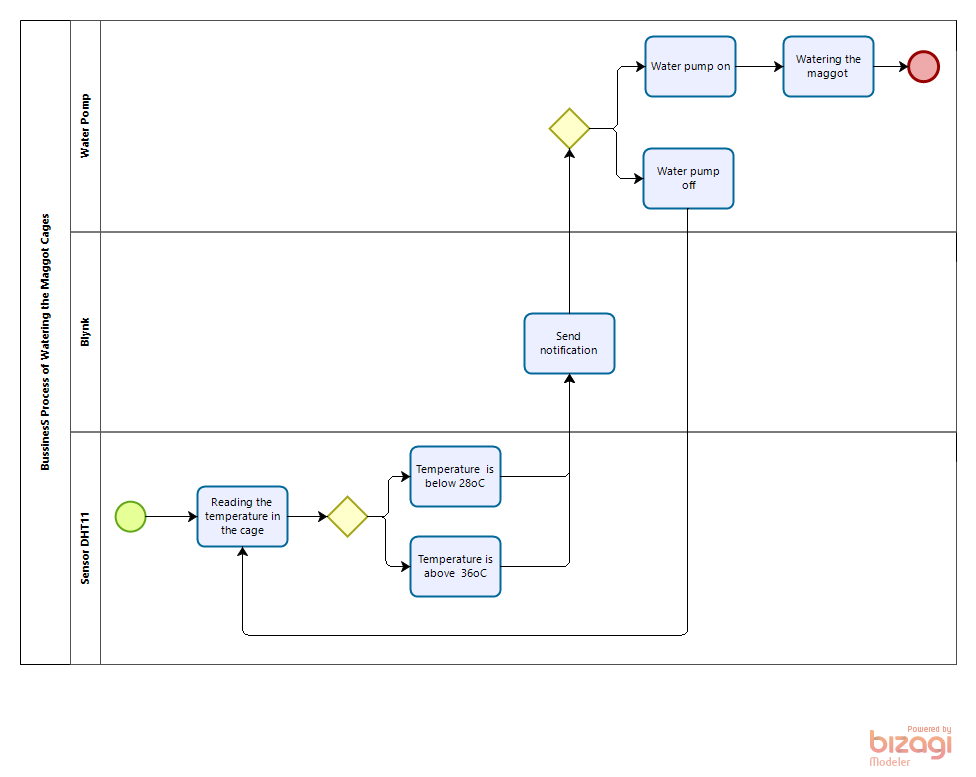 BussinesS Process of Watering the Maggot Cages
Water Pomp
Water pump on
Watering the
maggot
Water pump
off
Blynk
Send
notification
Sensor DHT11
Reading the
temperature in
the cage
Temperature  is
below 28oC
Temperature is
above  36oC
Powered by
bizagi
Modeler